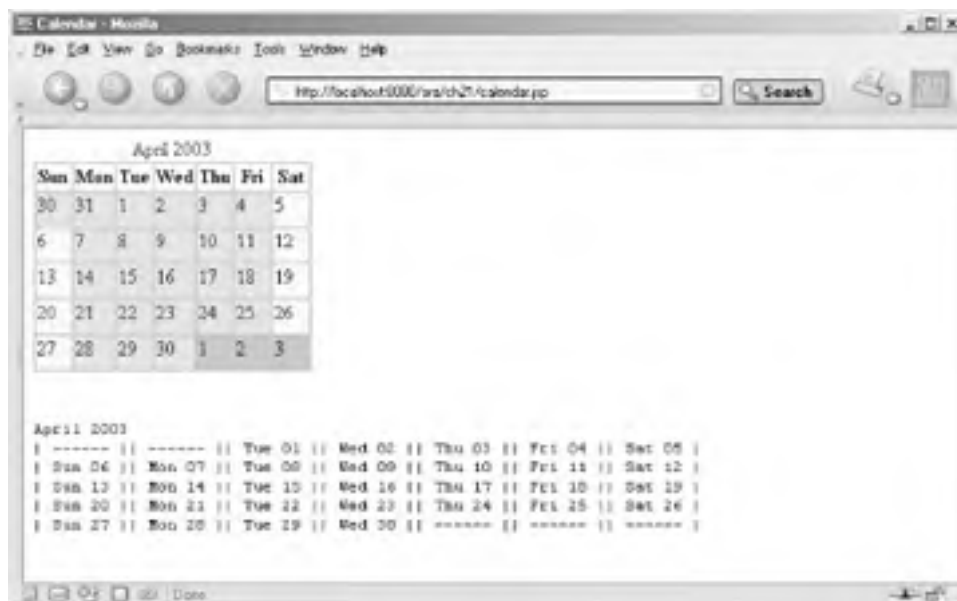 Calendar - Mozilla
File Edit View Go Bookmarks Tools Window Help
http://localhost:8080/ora/ch21/calendar.jsp Search
April 2003
Sun Mon Tue Wed Thu Fri Sat
30 31 1 2 3 4 5
6 7 8 9 10 11 12
13 14 15 16 17 18 19
20 21 22 23 24 25 26
27 28 29 30 1 2 3
April 2003
| ------ || ------ || Tue 01 || Wed 02 || Thu 03 || Fri 04 || Sat 05 |
| Sun 06 || Mon 07 || Tue 08 || Wed 09 || Thu 10 || Fri 11 || Sat 12 |
| Sun 13 || Mon 14 || Tue 15 || Wed 16 || Thu 17 || Fri 18 || Sat 19 |
| Sun 20 || Mon 21 || Tue 22 || Wed 23 || Thu 24 || Fri 25 || Sat 26 |
| Sun 27 || Mon 28 || Tue 29 || Wed 30 || ------ || ------ || ------ |
Done